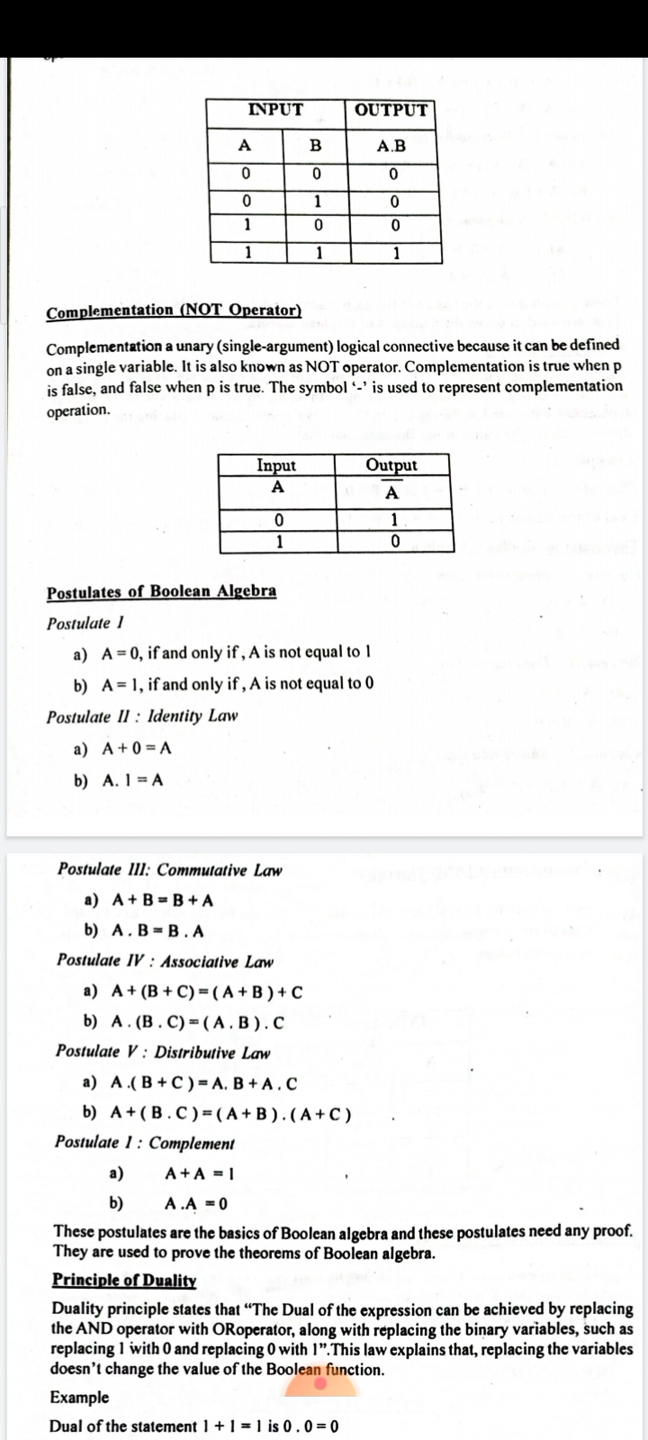 INPUT OUTPUT
A B A.B
0 0 0
0 1 0
1 0 0
1 1 1
Complementation (NOT Operator)
Complementation a unary (single-argument) logical connective because it can be defined
on a single variable. It is also known as NOT operator. Complementation is true when p
is false, and false when p is true. The symbol ‘-’ is used to represent complementation
operation.
Input Output
A A̅
0 1
1 0
Postulates of Boolean Algebra
Postulate I
a) A = 0, if and only if , A is not equal to 1
b) A = 1, if and only if , A is not equal to 0
Postulate II : Identity Law
a) A + 0 = A
b) A. 1 = A
Postulate III: Commutative Law
a) A + B = B + A
b) A . B = B . A
Postulate IV : Associative Law
a) A + (B + C) = ( A + B ) + C
b) A . (B . C) = ( A . B ) . C
Postulate V : Distributive Law
a) A .( B + C ) = A. B + A . C
b) A + ( B . C ) = ( A + B ) . ( A + C )
Postulate 1 : Complement
a) A + A = 1
b) A .A = 0
These postulates are the basics of Boolean algebra and these postulates need any proof.
They are used to prove the theorems of Boolean algebra.
Principle of Duality
Duality principle states that “The Dual of the expression can be achieved by replacing
the AND operator with ORoperator, along with replacing the binary variables, such as
replacing 1 with 0 and replacing 0 with 1”.This law explains that, replacing the variables
doesn’t change the value of the Boolean function.
Example
Dual of the statement 1 + 1 = 1 is 0 . 0 = 0